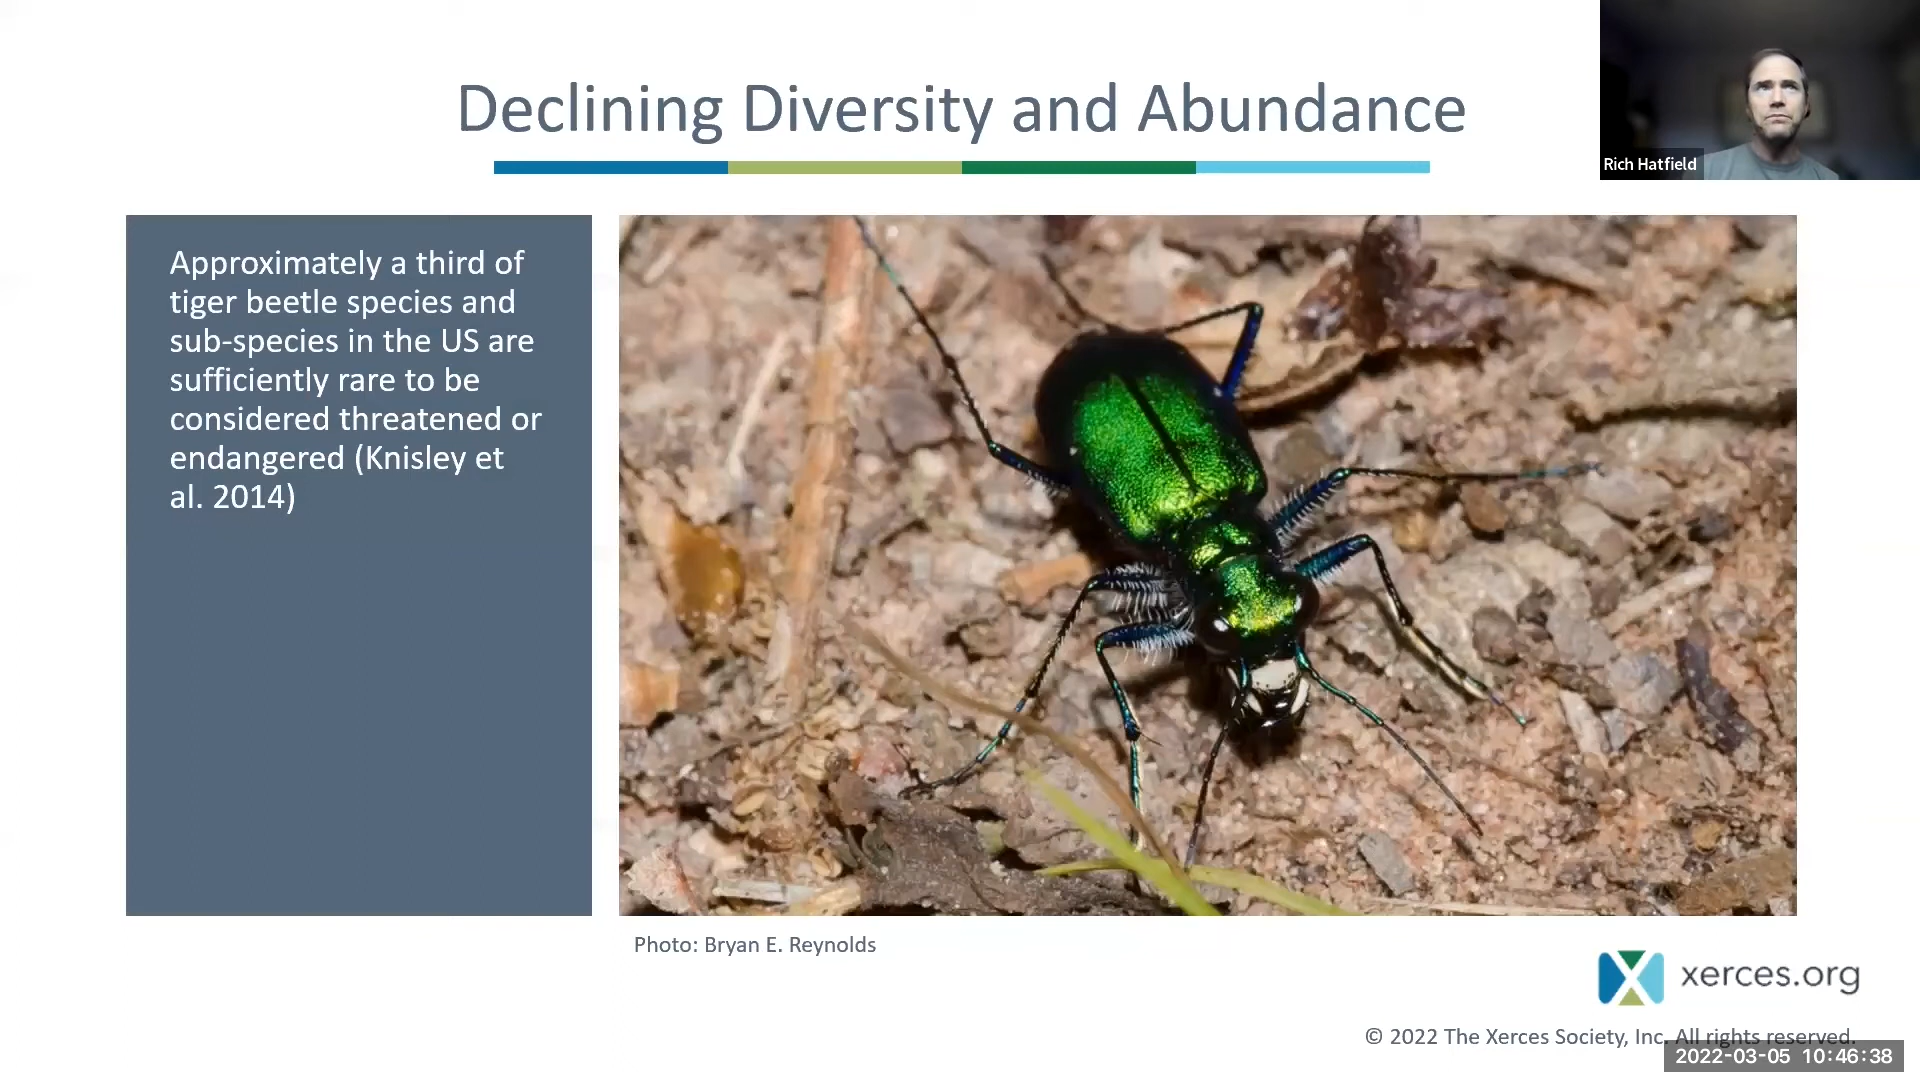 Declining Diversity and Abundance
Rich Hatfield
Approximately a third of
tiger beetle species and
sub-species in the US are
sufficiently rare to be
considered threatened or
endangered (Knisley et
al. 2014)
Photo: Bryan E. Reynolds
xerces.org
© 2022 The Xerces Society, Inc. All rights reserved.
2022-03-05 10:46:38